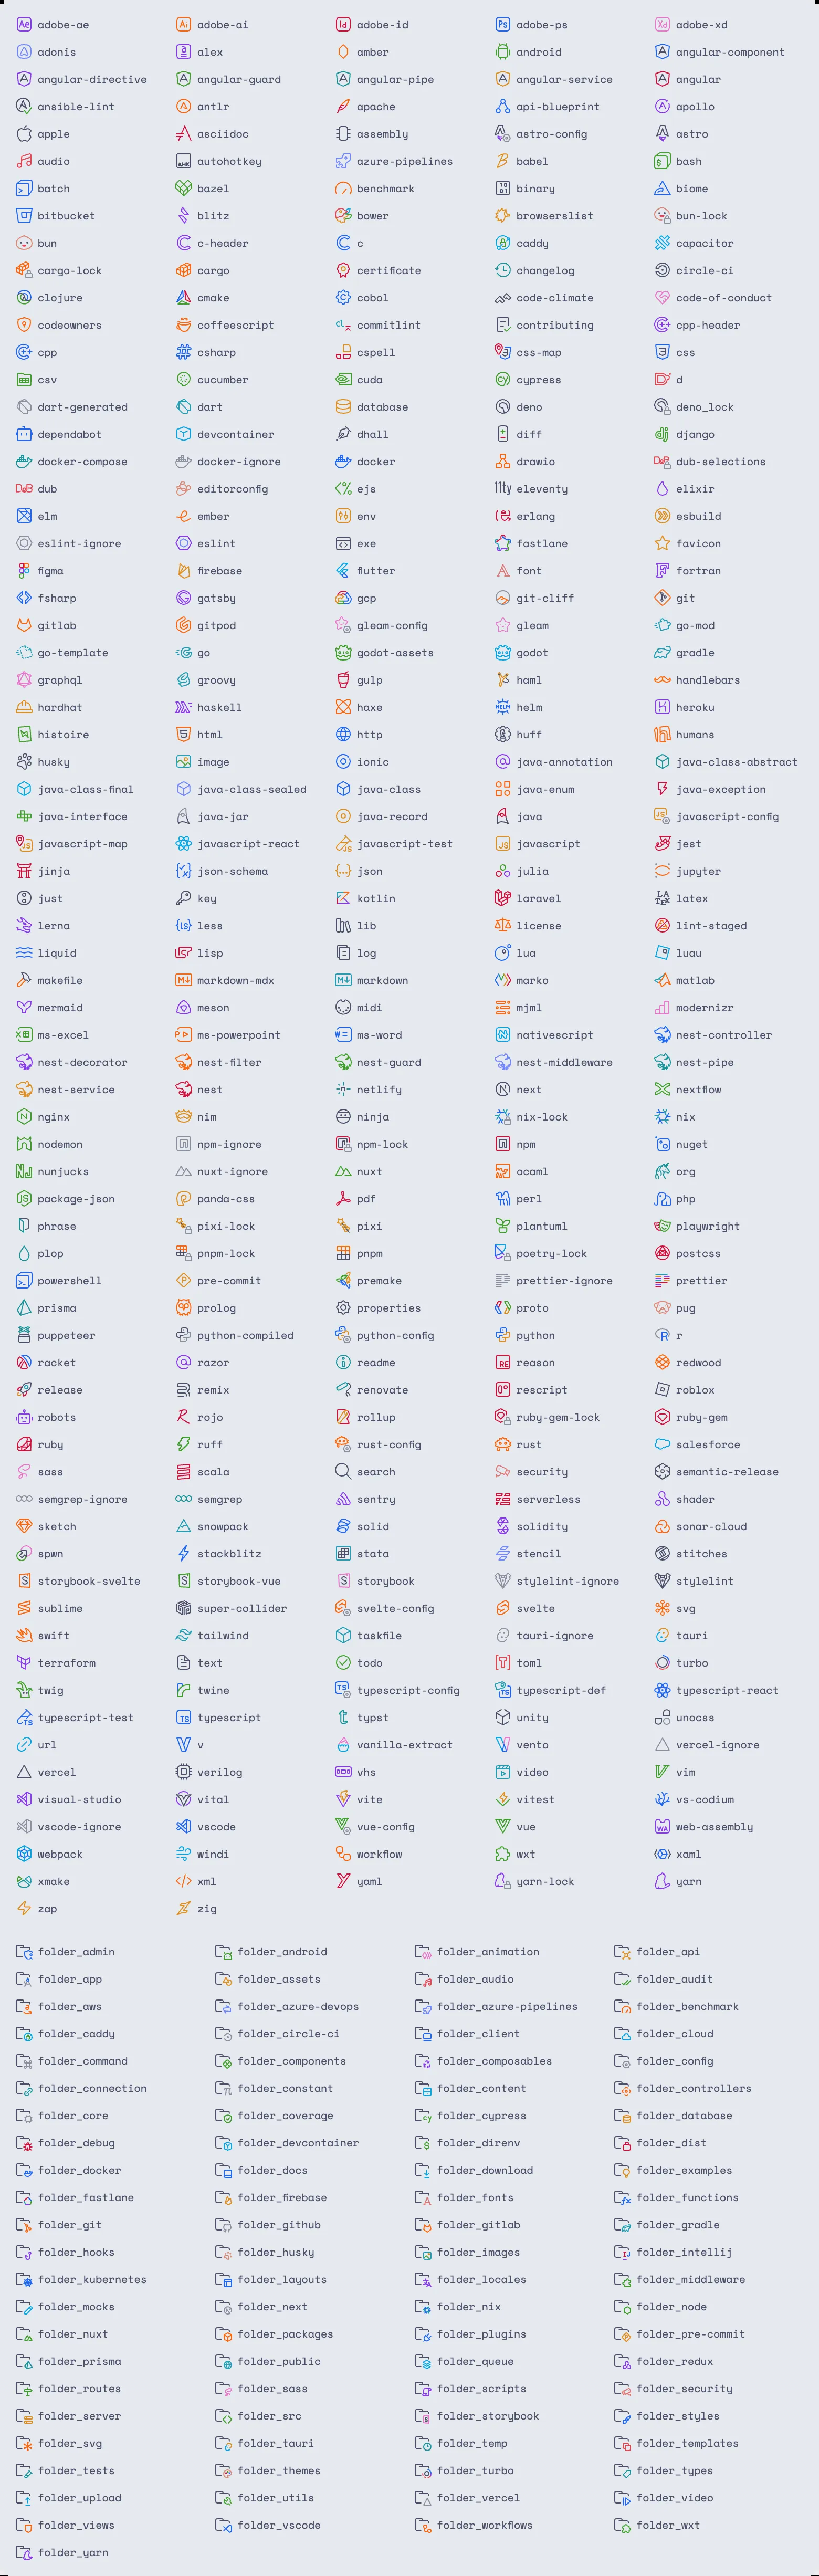 adobe-ae adobe-ai adobe-id adobe-ps adobe-xd
adonis alex amber android angular-component
angular-directive angular-guard angular-pipe angular-service angular
ansible-lint antlr apache api-blueprint apollo
apple asciidoc assembly astro-config astro
audio autohotkey azure-pipelines babel bash
batch bazel benchmark binary biome
bitbucket blitz bower browserslist bun-lock
bun c-header c caddy capacitor
cargo-lock cargo certificate changelog circle-ci
clojure cmake cobol code-climate code-of-conduct
codeowners coffeescript commitlint contributing cpp-header
cpp csharp cspell css-map css
csv cucumber cuda cypress d
dart-generated dart database deno deno_lock
dependabot devcontainer dhall diff django
docker-compose docker-ignore docker drawio dub-selections
dub editorconfig ejs eleventy elixir
elm ember env erlang esbuild
eslint-ignore eslint exe fastlane favicon
figma firebase flutter font fortran
fsharp gatsby gcp git-cliff git
gitlab gitpod gleam-config gleam go-mod
go-template go godot-assets godot gradle
graphql groovy gulp haml handlebars
hardhat haskell haxe helm heroku
histoire html http huff humans
husky image ionic java-annotation java-class-abstract
java-class-final java-class-sealed java-class java-enum java-exception
java-interface java-jar java-record java javascript-config
javascript-map javascript-react javascript-test javascript jest
jinja json-schema json julia jupyter
just key kotlin laravel latex
lerna less lib license lint-staged
liquid lisp log lua luau
makefile markdown-mdx markdown marko matlab
mermaid meson midi mjml modernizr
ms-excel ms-powerpoint ms-word nativescript nest-controller
nest-decorator nest-filter nest-guard nest-middleware nest-pipe
nest-service nest netlify next nextflow
nginx nim ninja nix-lock nix
nodemon npm-ignore npm-lock npm nuget
nunjucks nuxt-ignore nuxt ocaml org
package-json panda-css pdf perl php
phrase pixi-lock pixi plantuml playwright
plop pnpm-lock pnpm poetry-lock postcss
powershell pre-commit premake prettier-ignore prettier
prisma prolog properties proto pug
puppeteer python-compiled python-config python r
racket razor readme reason redwood
release remix renovate rescript roblox
robots rojo rollup ruby-gem-lock ruby-gem
ruby ruff rust-config rust salesforce
sass scala search security semantic-release
semgrep-ignore semgrep sentry serverless shader
sketch snowpack solid solidity sonar-cloud
spwn stackblitz stata stencil stitches
storybook-svelte storybook-vue storybook stylelint-ignore stylelint
sublime super-collider svelte-config svelte svg
swift tailwind taskfile tauri-ignore tauri
terraform text todo toml turbo
twig twine typescript-config typescript-def typescript-react
typescript-test typescript typst unity unocss
url v vanilla-extract vento vercel-ignore
vercel verilog vhs video vim
visual-studio vital vite vitest vs-codium
vscode-ignore vscode vue-config vue web-assembly
webpack windi workflow wxt xaml
xmake xml yaml yarn-lock yarn
zap zig
folder_admin folder_android folder_animation folder_api
folder_app folder_assets folder_audio folder_audit
folder_aws folder_azure-devops folder_azure-pipelines folder_benchmark
folder_caddy folder_circle-ci folder_client folder_cloud
folder_command folder_components folder_composables folder_config
folder_connection folder_constant folder_content folder_controllers
folder_core folder_coverage folder_cypress folder_database
folder_debug folder_devcontainer folder_direnv folder_dist
folder_docker folder_docs folder_download folder_examples
folder_fastlane folder_firebase folder_fonts folder_functions
folder_git folder_github folder_gitlab folder_gradle
folder_hooks folder_husky folder_images folder_intellij
folder_kubernetes folder_layouts folder_locales folder_middleware
folder_mocks folder_next folder_nix folder_node
folder_nuxt folder_packages folder_plugins folder_pre-commit
folder_prisma folder_public folder_queue folder_redux
folder_routes folder_sass folder_scripts folder_security
folder_server folder_src folder_storybook folder_styles
folder_svg folder_tauri folder_temp folder_templates
folder_tests folder_themes folder_turbo folder_types
folder_upload folder_utils folder_vercel folder_video
folder_views folder_vscode folder_workflows folder_wxt
folder_yarn